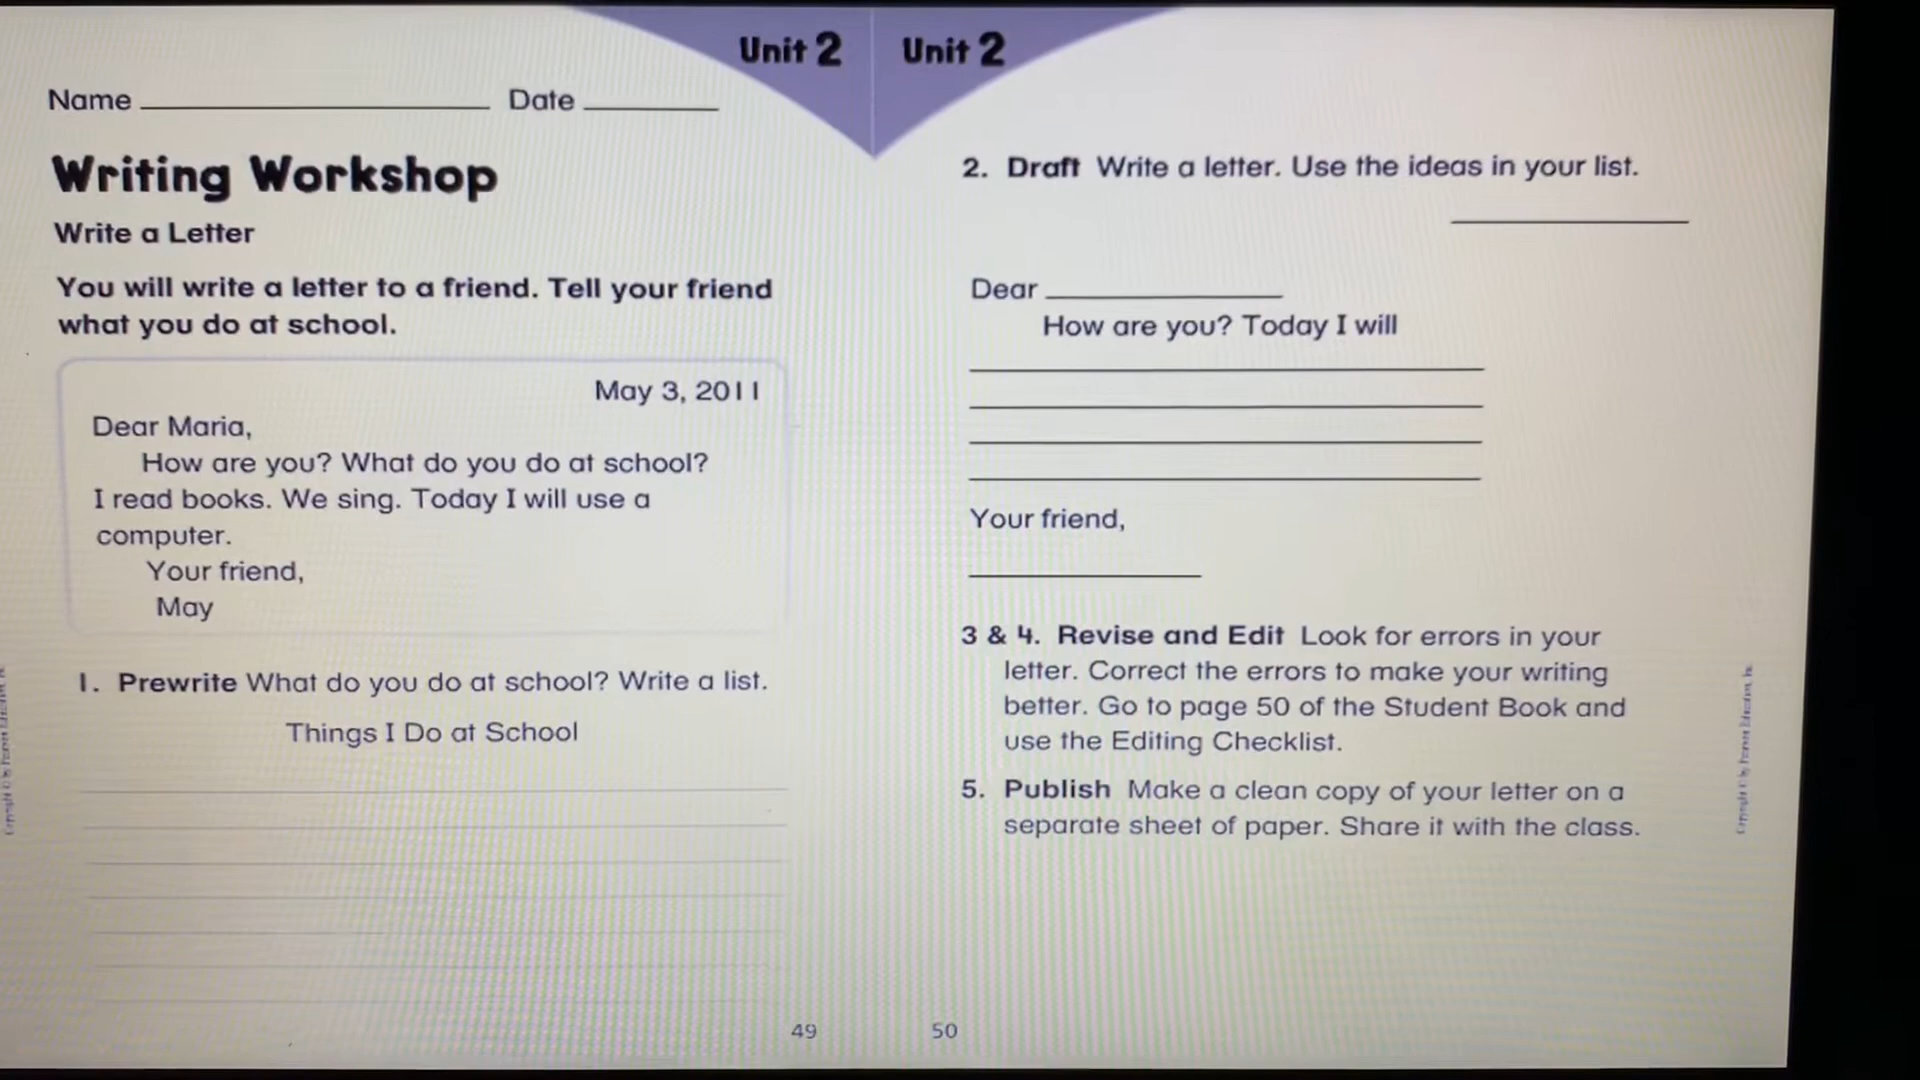 Unit 2
Name Date
Writing Workshop
Write a Letter
You will write a letter to a friend. Tell your friend
what you do at school.
May 3, 2011
Dear Maria,
How are you? What do you do at school?
I read books. We sing. Today I will use a
computer.
Your friend,
May
1. Prewrite What do you do at school? Write a list.
Things I Do at School
49
Unit 2
2. Draft Write a letter. Use the ideas in your list.
Dear
How are you? Today I will
Your friend,
3 & 4. Revise and Edit Look for errors in your
letter. Correct the errors to make your writing
better. Go to page 50 of the Student Book and
use the Editing Checklist.
5. Publish Make a clean copy of your letter on a
separate sheet of paper. Share it with the class.
50
Copyright © by Pearson Education, Inc.